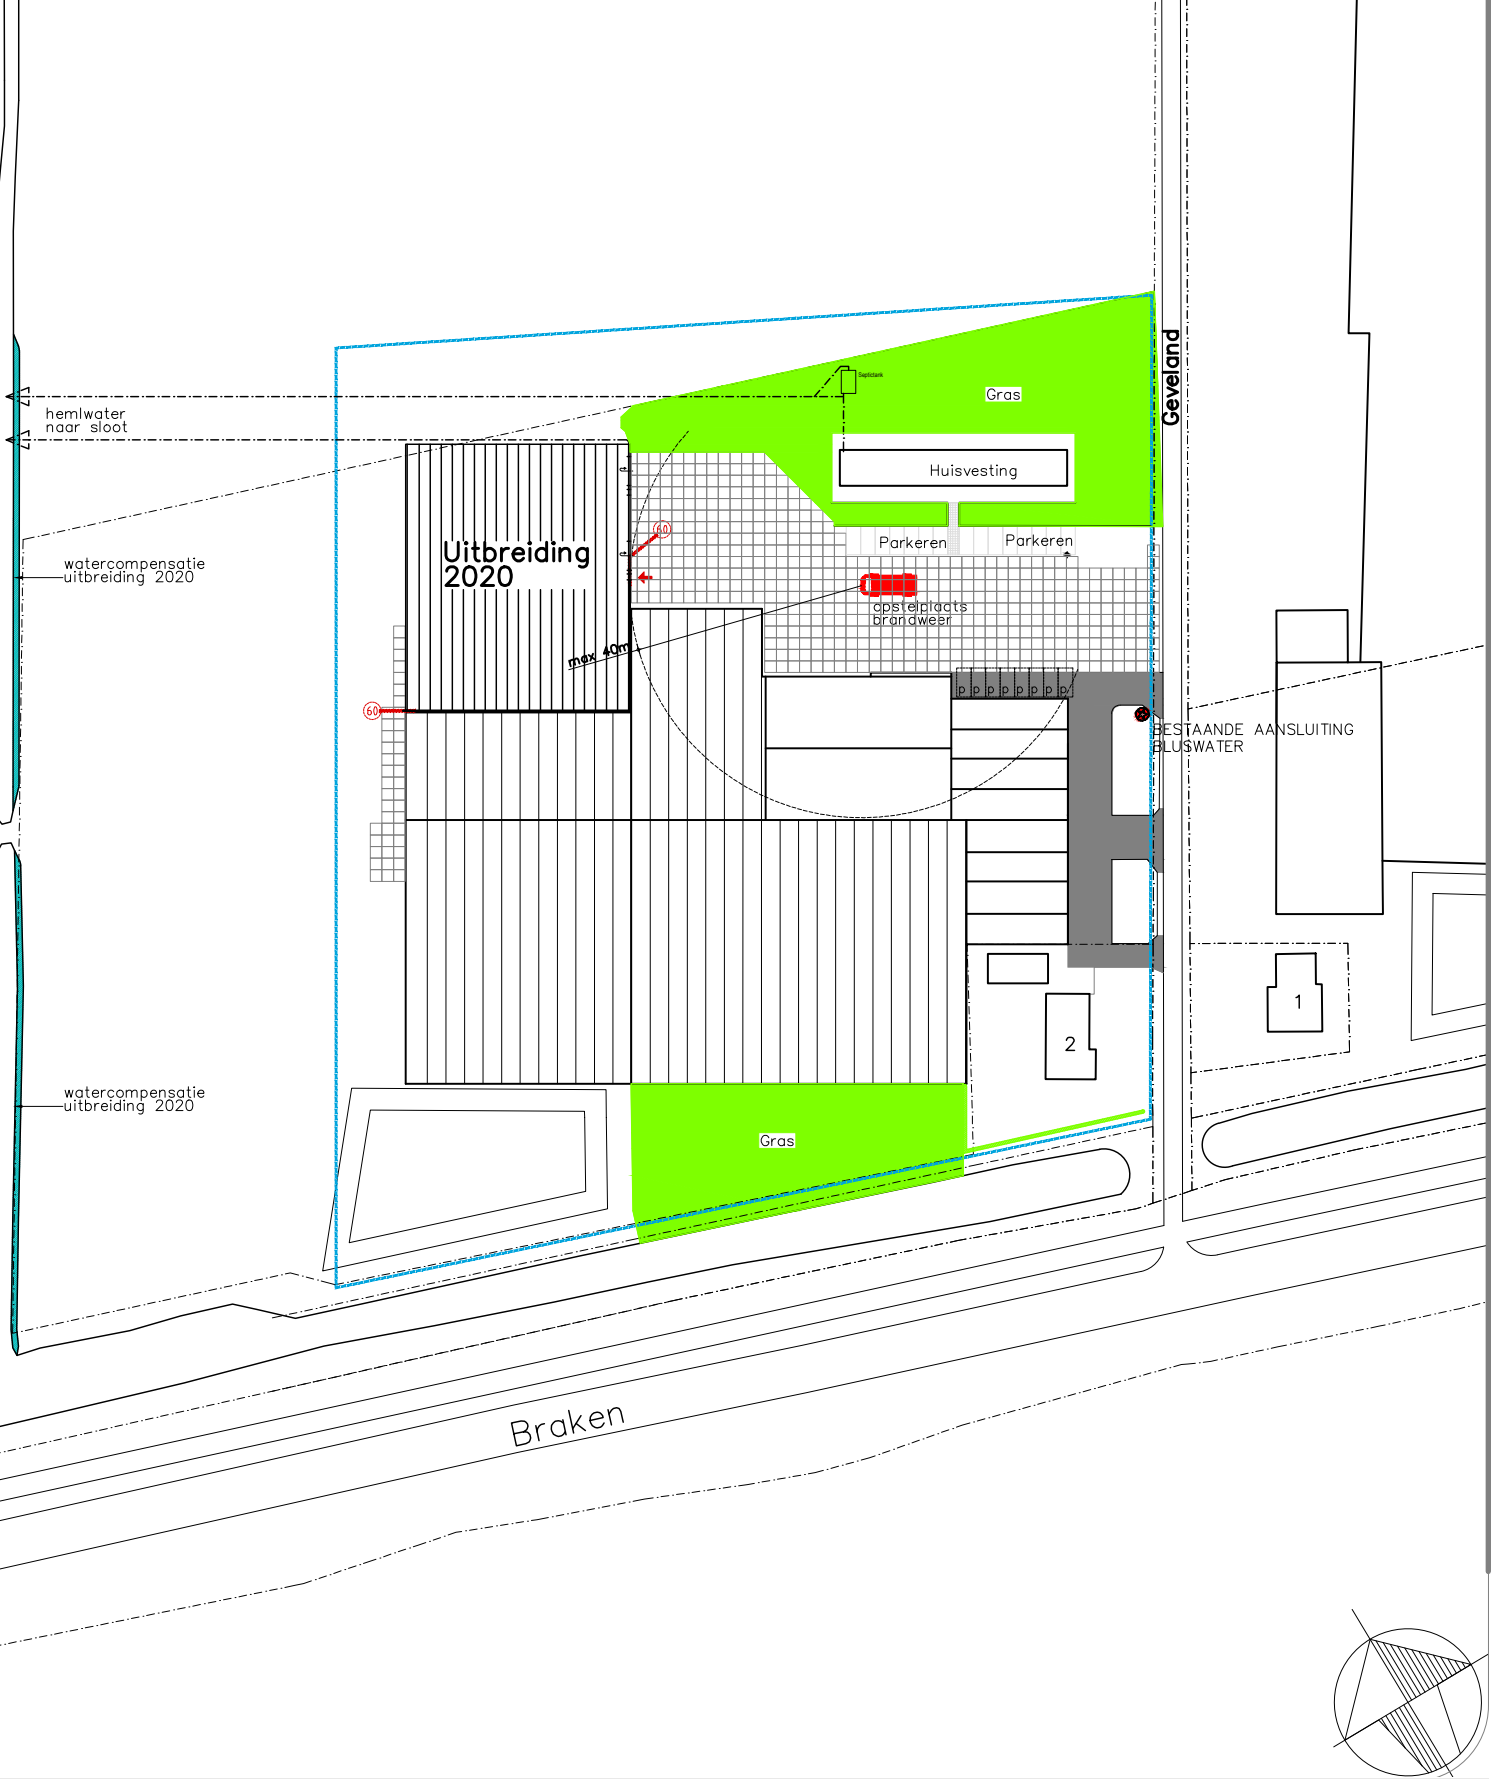 Geveland
Septictank
Gras
hemlwater
naar sloot
Huisvesting
60
Parkeren
Parkeren
Uitbreiding
2020
watercompensatie
uitbreiding 2020
opstelplaats
brandweer
max 40m
P P P P P P P P
60
BESTAANDE AANSLUITING
BLUSWATER
1
2
watercompensatie
uitbreiding 2020
Gras
Braken